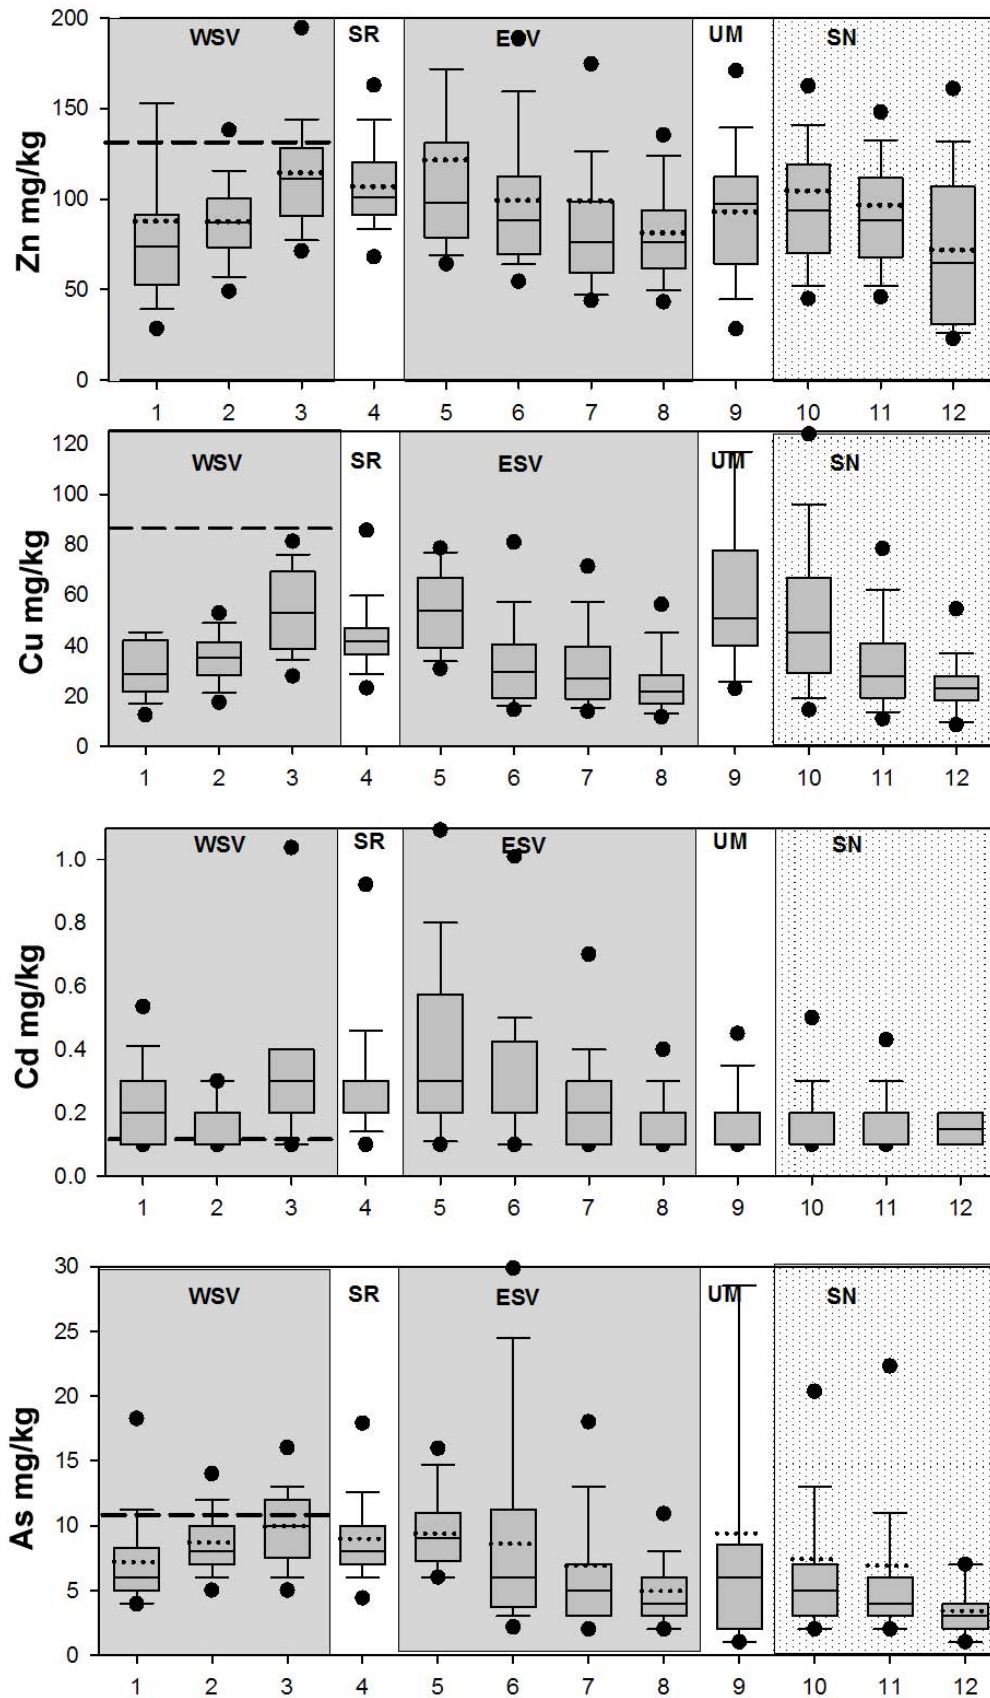 200
WSV SR ESV UM SN
150
100
50
0
Zn mg/kg
1 2 3 4 5 6 7 8 9 10 11 12
120
WSV SR ESV UM SN
100
80
60
40
20
0
Cu mg/kg
1 2 3 4 5 6 7 8 9 10 11 12
WSV SR ESV UM SN
1.0
0.8
0.6
0.4
0.2
0.0
Cd mg/kg
1 2 3 4 5 6 7 8 9 10 11 12
30
WSV SR ESV UM SN
25
20
15
10
5
0
As mg/kg
1 2 3 4 5 6 7 8 9 10 11 12